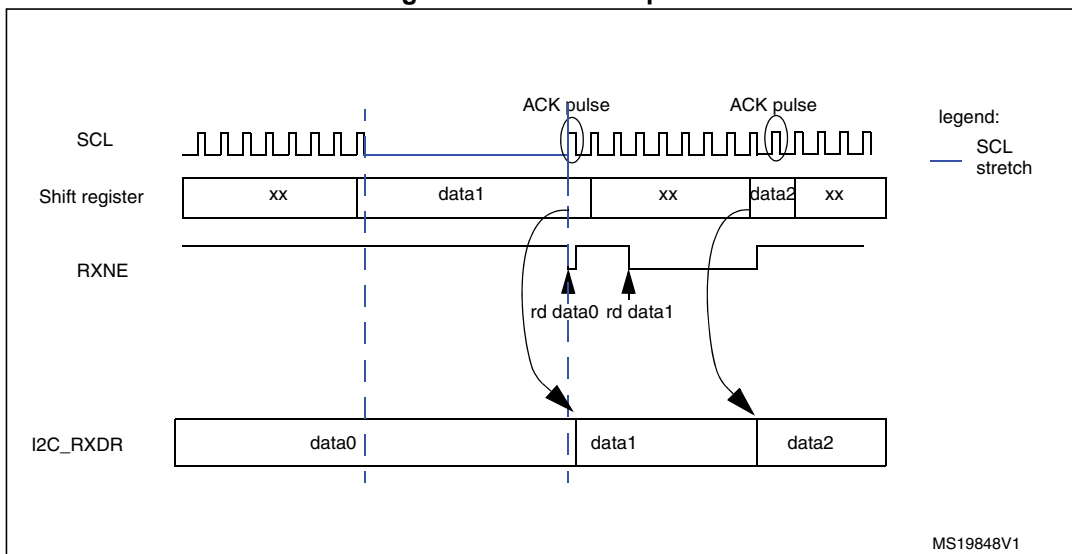 ACK pulse
ACK pulse
legend:
SCL
SCL
stretch
Shift register
xx
data1
xx
data2
xx
RXNE
rd data0
rd data1
I2C_RXDR
data0
data1
data2
MS19848V1